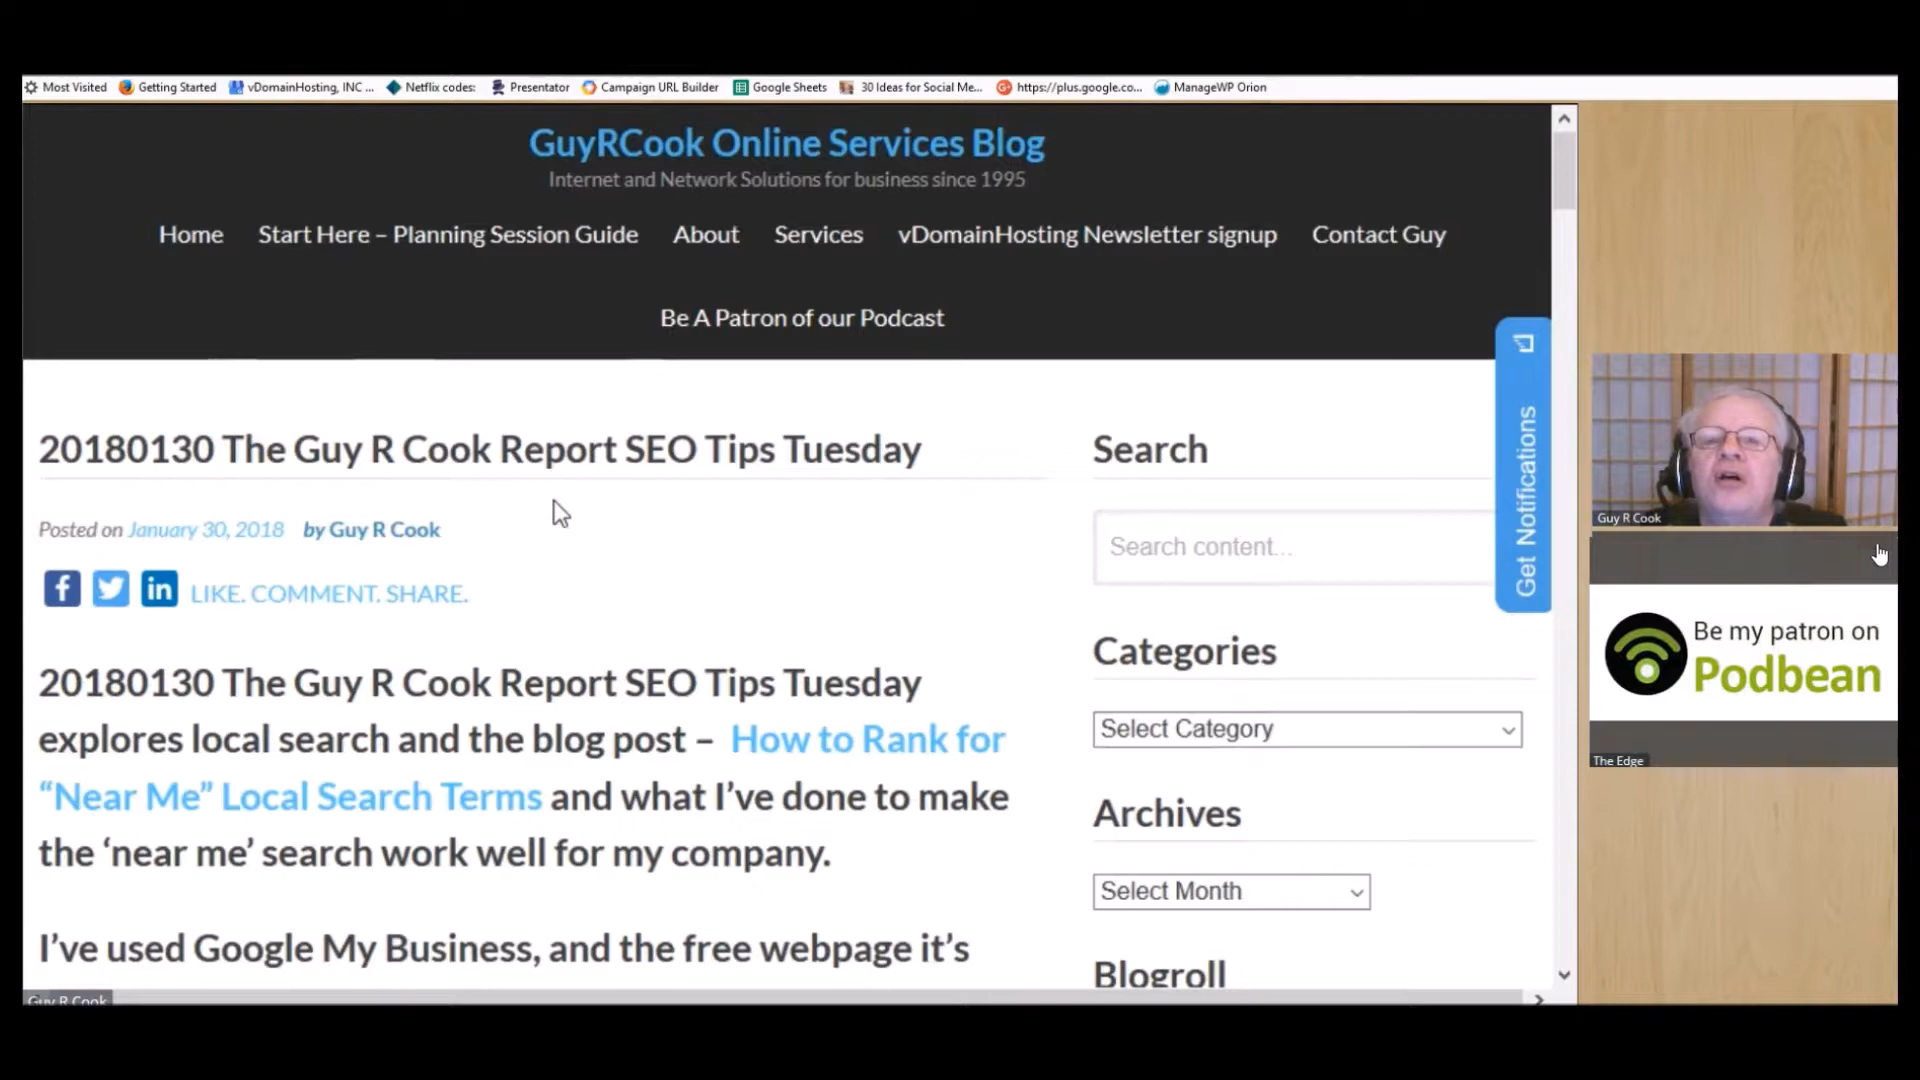 Most Visited Getting Started vDomainHosting, INC ... Netflix codes: Presentator Campaign URL Builder Google Sheets 30 Ideas for Social Me... https://plus.google.co... ManageWP Orion
GuyRCook Online Services Blog
Internet and Network Solutions for business since 1995
Home Start Here – Planning Session Guide About Services vDomainHosting Newsletter signup Contact Guy
Be A Patron of our Podcast
20180130 The Guy R Cook Report SEO Tips Tuesday
Posted on January 30, 2018 by Guy R Cook
LIKE. COMMENT. SHARE.
20180130 The Guy R Cook Report SEO Tips Tuesday
explores local search and the blog post – How to Rank for
“Near Me” Local Search Terms and what I’ve done to make
the ‘near me’ search work well for my company.
I’ve used Google My Business, and the free webpage it’s
Search
Search content...
Categories
Select Category
Archives
Select Month
Blogroll
Get Notifications
Guy R Cook
Be my patron on
Podbean
The Edge
Guy R Cook